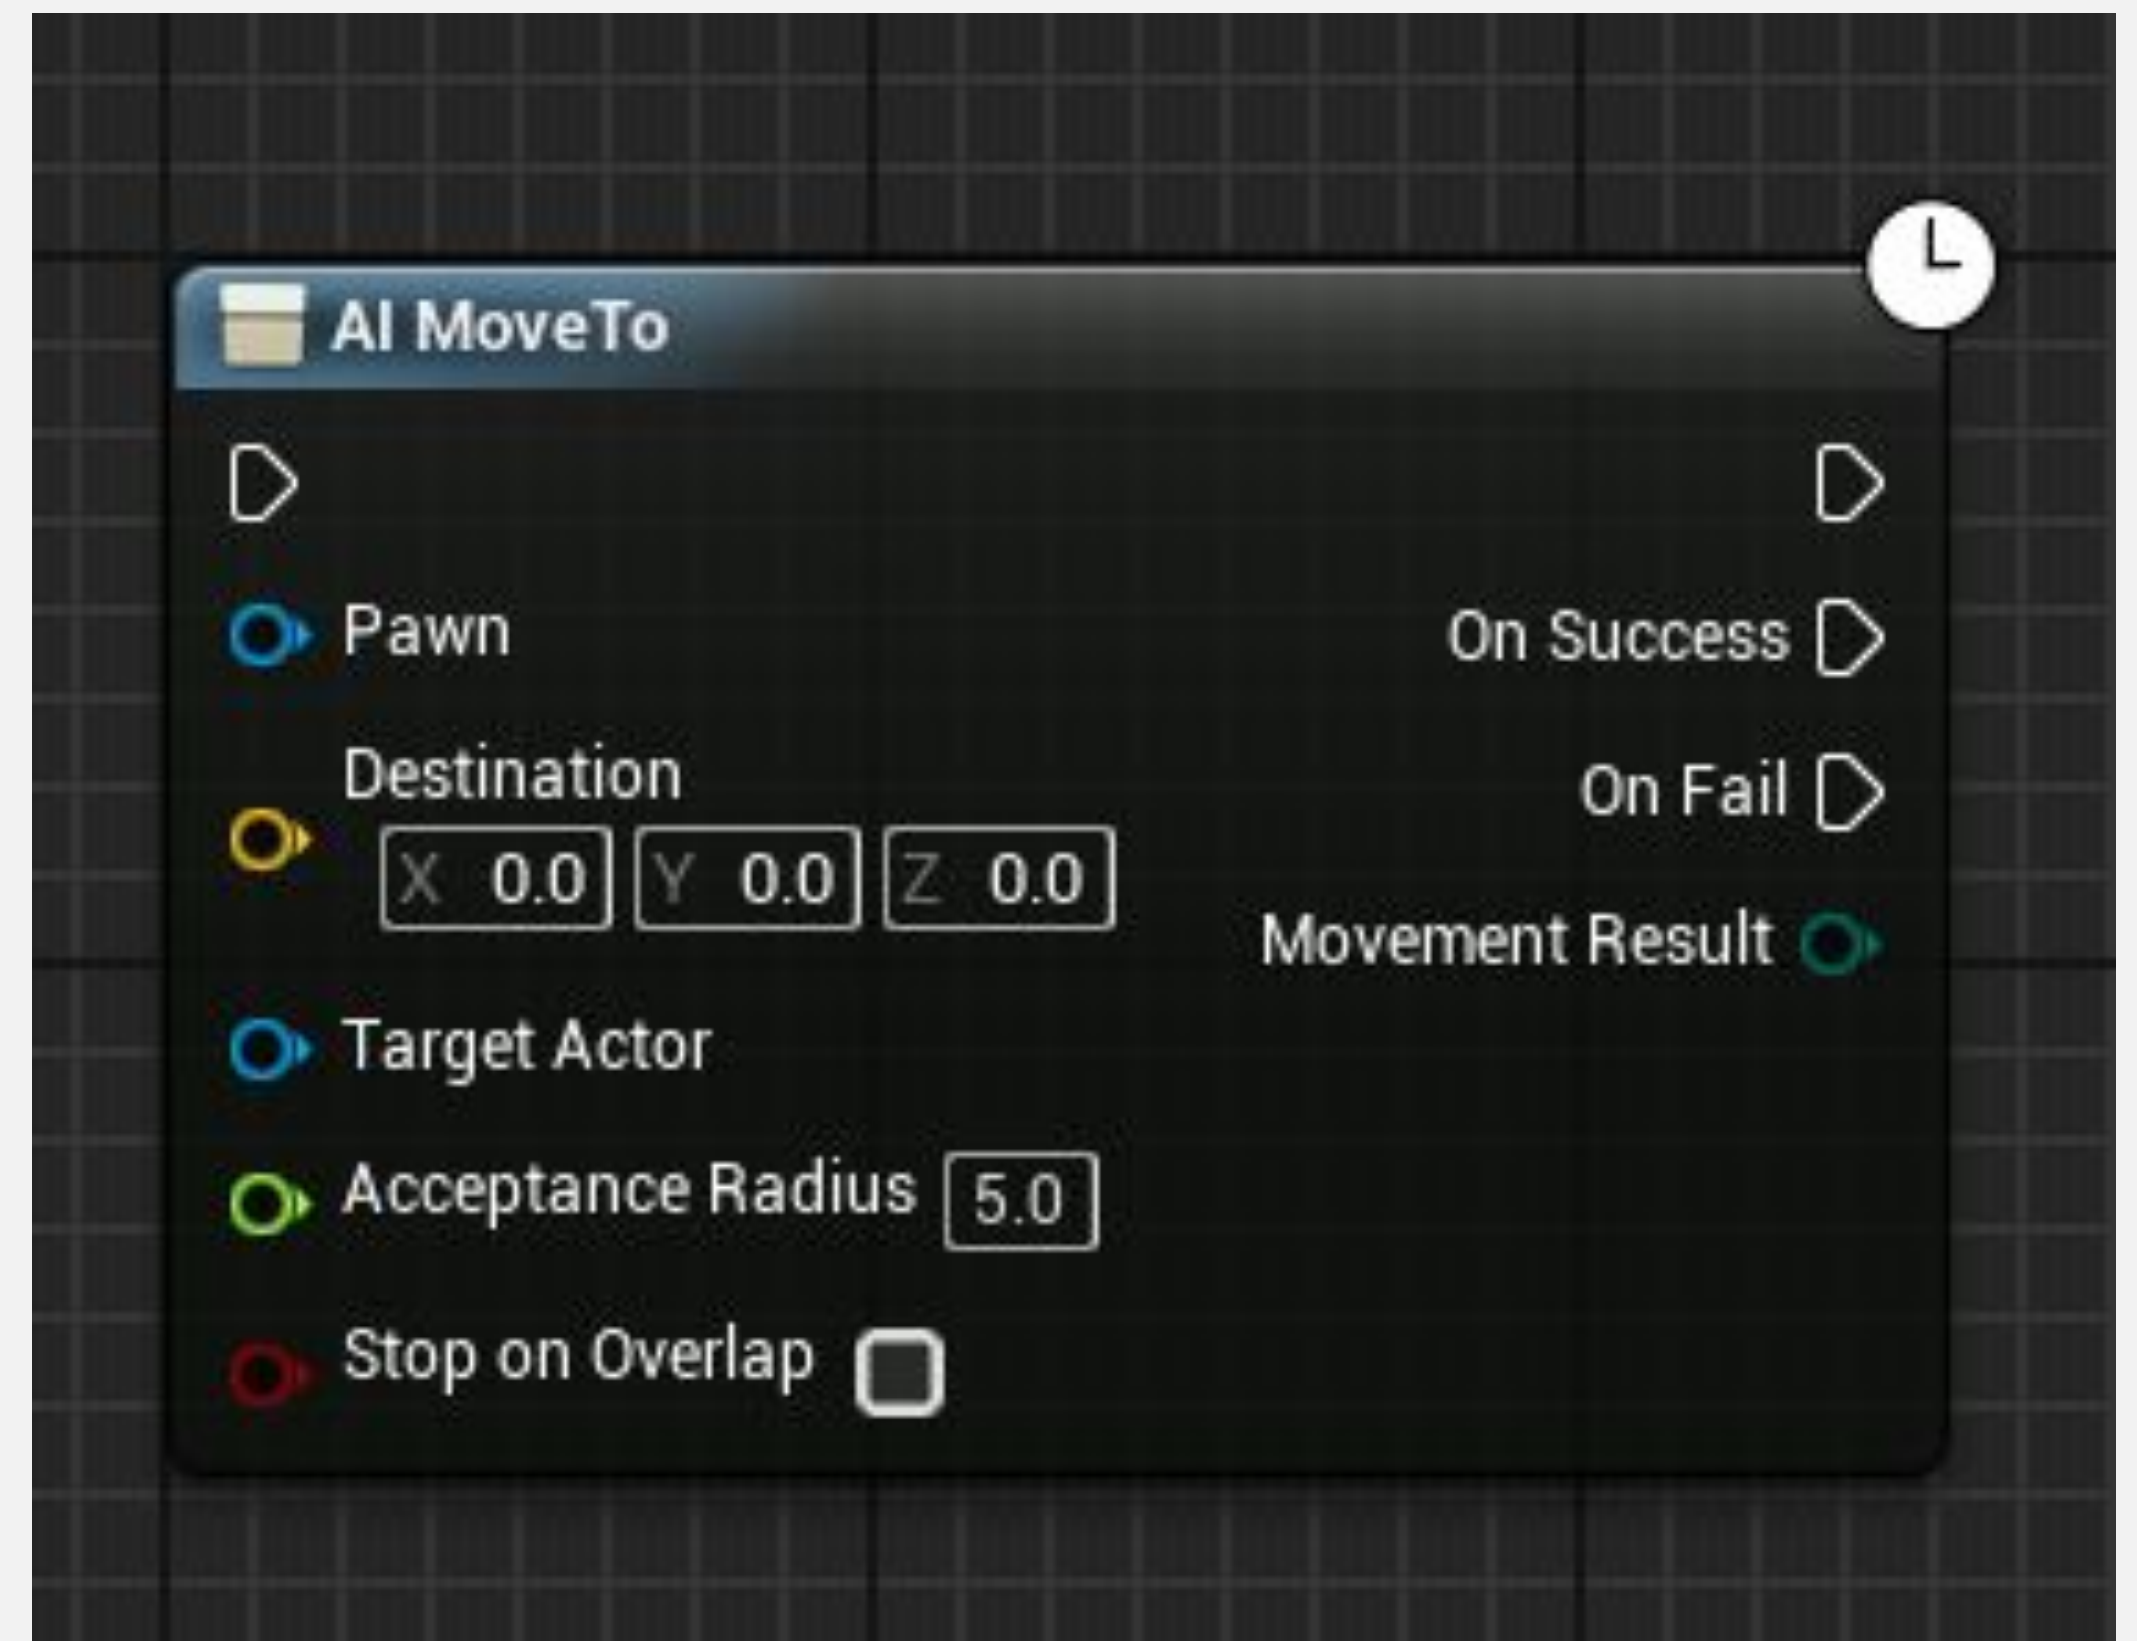 AI MoveTo
Pawn
On Success
Destination
X 0.0 Y 0.0 Z 0.0
On Fail
Movement Result
Target Actor
Acceptance Radius 5.0
Stop on Overlap